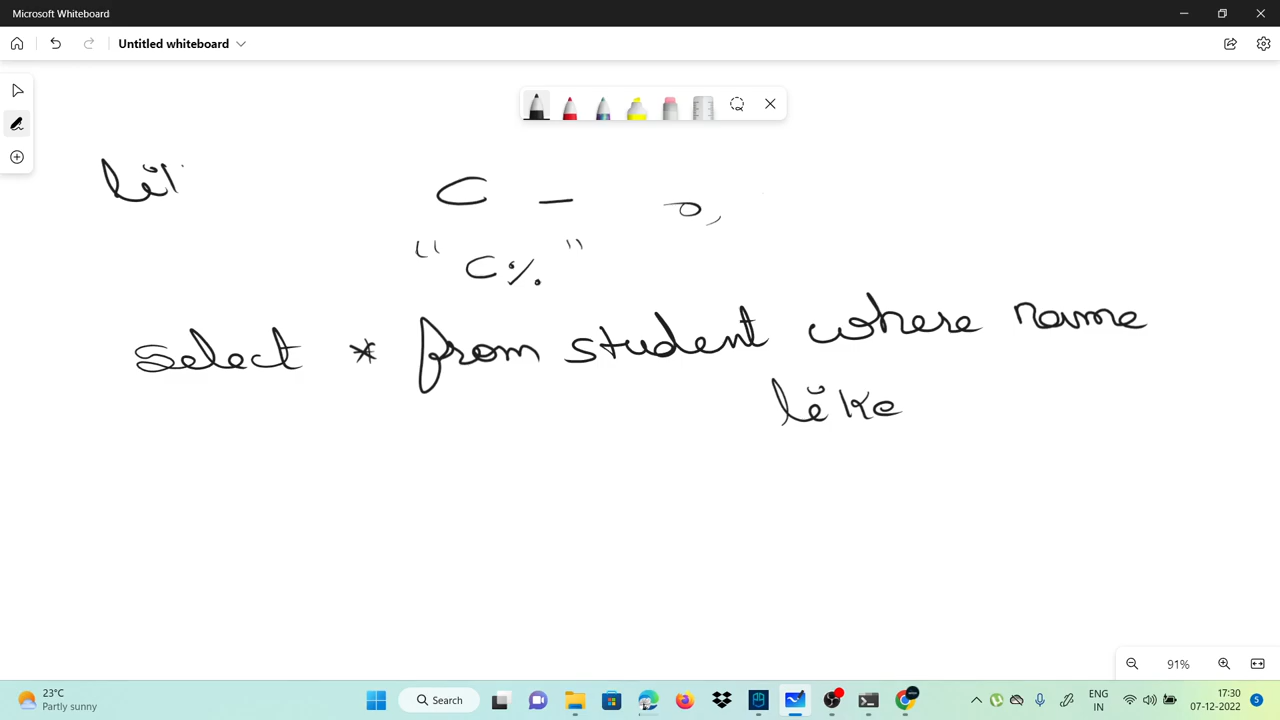 Microsoft Whiteboard
Untitled whiteboard
C –
"C%"
select * from student where name
like
91%
23°C
Partly sunny
Search
ENG
IN
17:30
07-12-2022
5